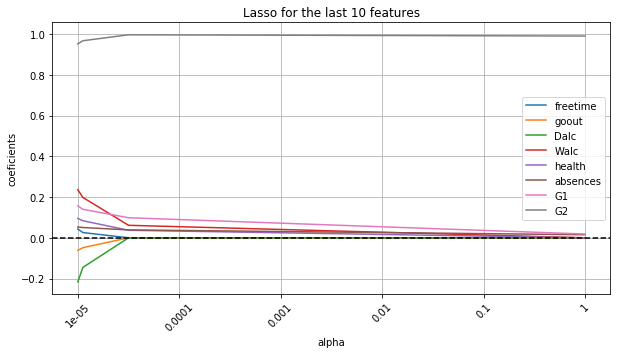 Lasso for the last 10 features
coeficients
1.0
0.8
0.6
0.4
0.2
0.0
−0.2
freetime
goout
Dalc
Walc
health
absences
G1
G2
1e-05
0.0001
0.001
0.01
0.1
1
alpha